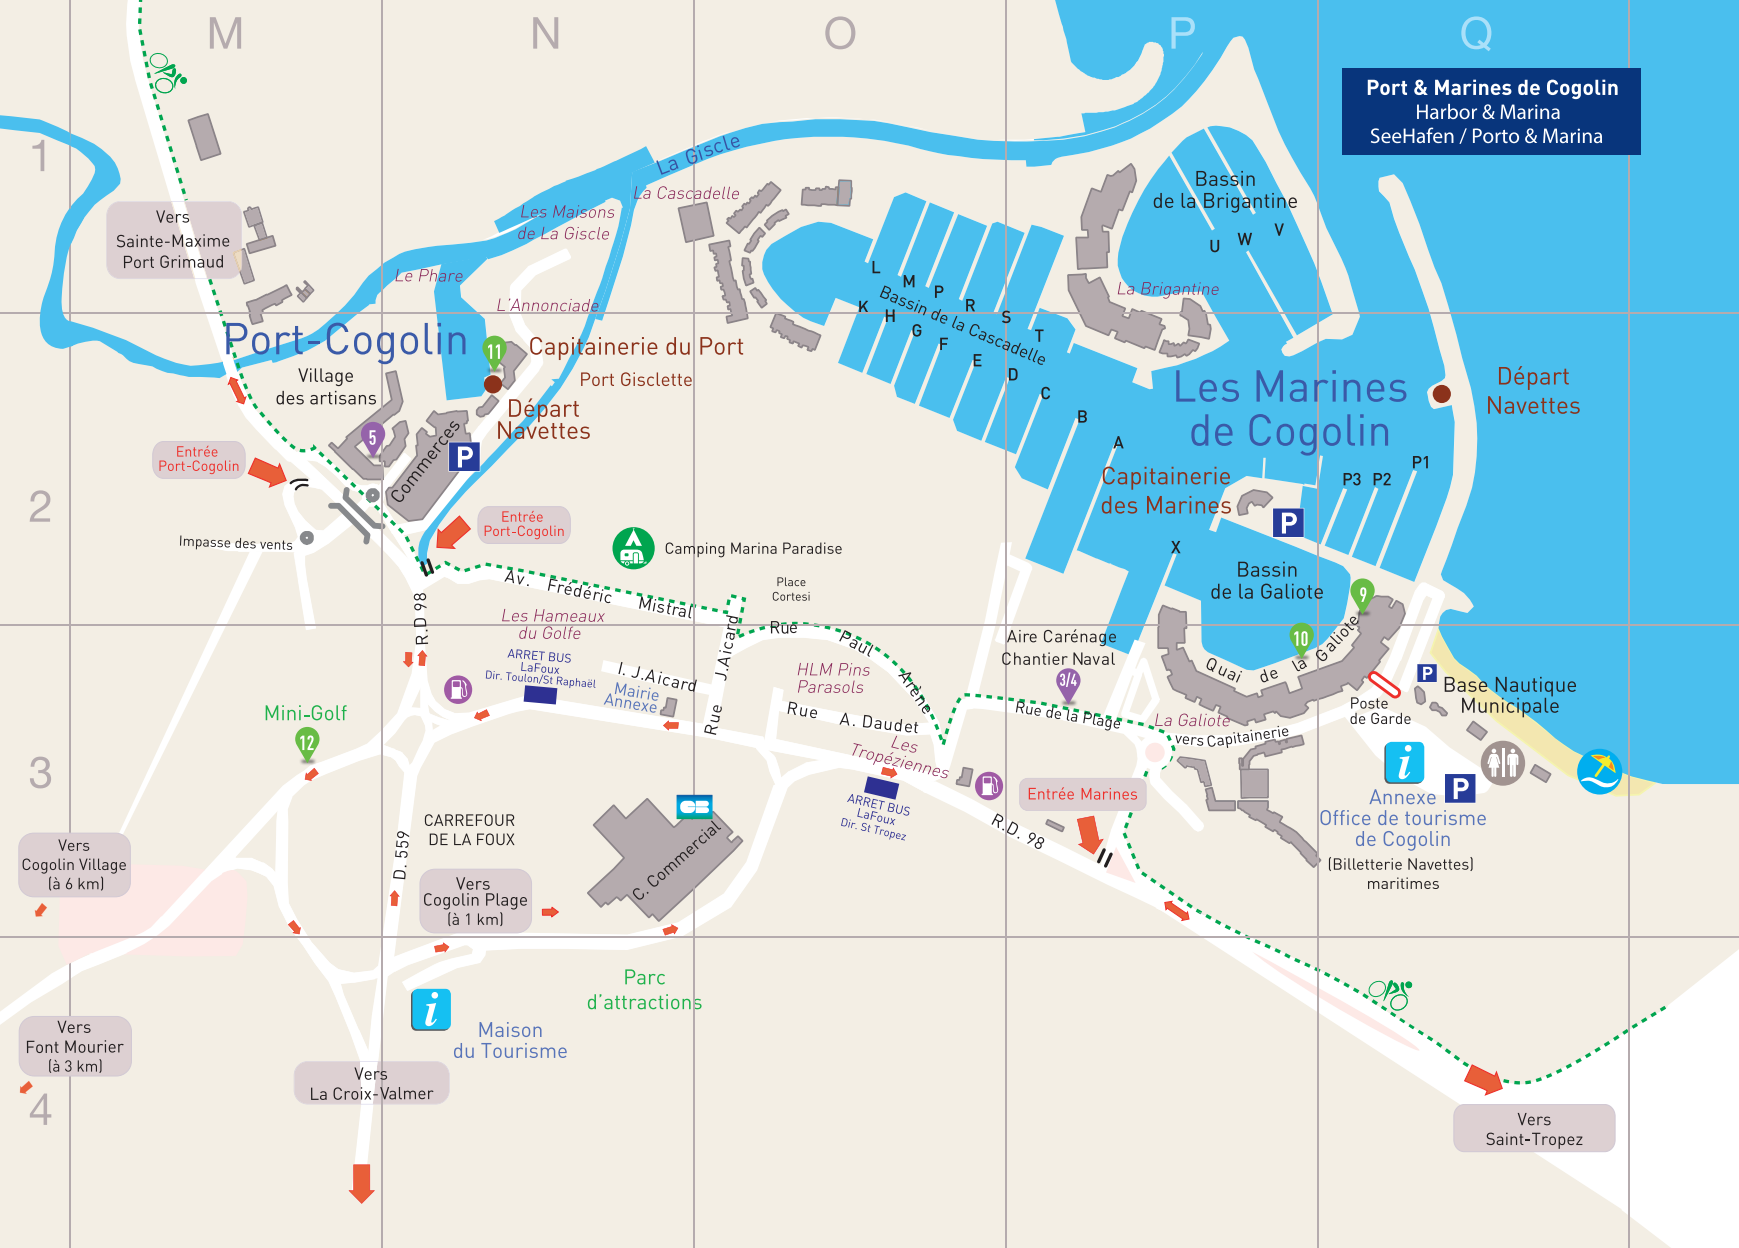 M
N
O
P
Q
1
2
3
4
Port & Marines de Cogolin
Harbor & Marina
SeeHafen / Porto & Marina
La Giscle
La Cascadelle
Les Maisons
de La Giscle
Le Phare
L'Annonciade
Vers
Sainte-Maxime
Port Grimaud
Bassin
de la Brigantine
U
W
V
La Brigantine
L
M
P
R
S
T
Bassin de la Cascadelle
K
H
G
F
E
D
C
B
A
Port-Cogolin
11
Capitainerie du Port
Port Gisclette
Village
des artisans
Départ
Navettes
5
Commerces
P
Entrée
Port-Cogolin
Entrée
Port-Cogolin
Impasse des vents
Les Marines
de Cogolin
Départ
Navettes
Capitainerie
des Marines
P
P3
P2
P1
X
Bassin
de la Galiote
9
10
Quai de la Galiote
Camping Marina Paradise
Place
Cortesi
Av. Frédéric Mistral
R.D 98
Les Hameaux
du Golfe
ARRET BUS
LaFoux
Dir. Toulon/St Raphaël
I. J.Aicard
Mairie
Annexe
Rue J.Aicard
Rue Paul Arène
HLM Pins
Parasols
Rue A. Daudet
Les
Tropéziennes
Aire Carénage
Chantier Naval
3/4
Rue de la Plage
La Galiote
vers Capitainerie
Poste
de Garde
P
Base Nautique
Municipale
Mini-Golf
12
ARRET BUS
LaFoux
Dir. St Tropez
Entrée Marines
R.D. 98
i
P
Annexe
Office de tourisme
de Cogolin
(Billetterie Navettes)
maritimes
CARREFOUR
DE LA FOUX
D. 559
C. Commercial
Vers
Cogolin Village
(à 6 km)
Vers
Cogolin Plage
(à 1 km)
Parc
d'attractions
i
Maison
du Tourisme
Vers
Font Mourier
(à 3 km)
Vers
La Croix-Valmer
Vers
Saint-Tropez